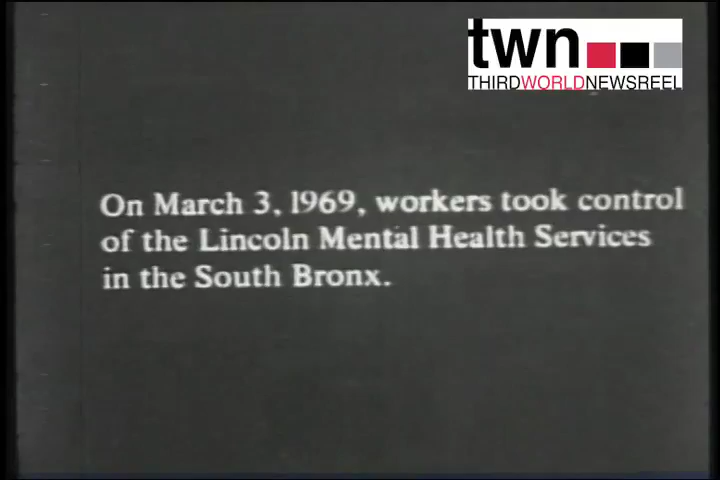 twn
THIRDWORLDNEWSREEL
On March 3, 1969, workers took control
of the Lincoln Mental Health Services
in the South Bronx.